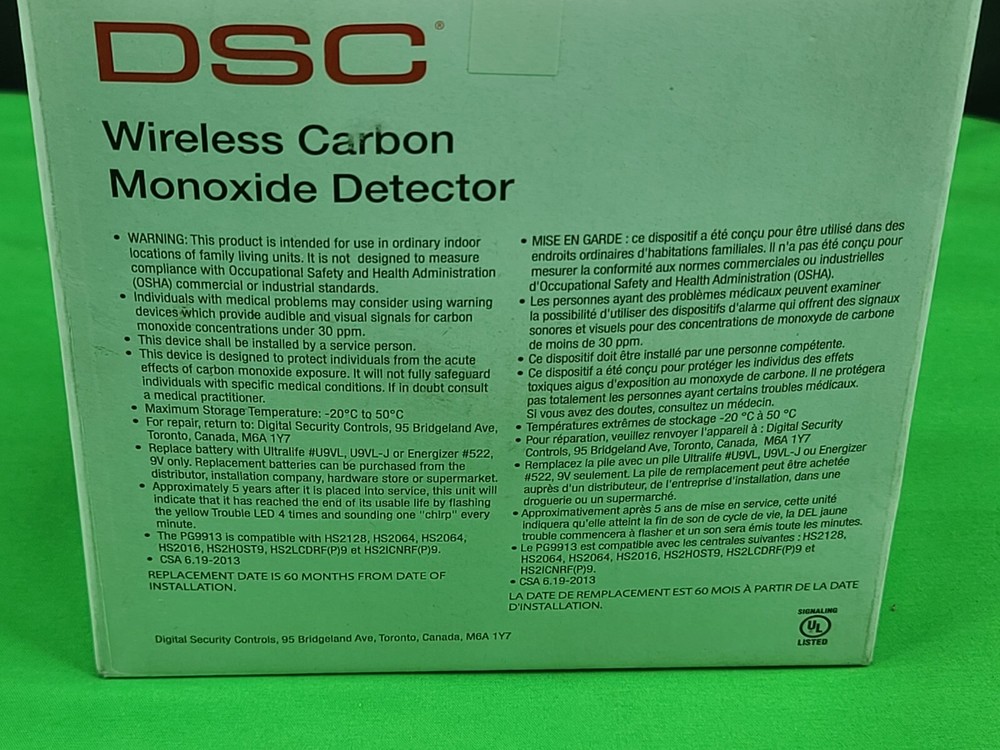 DSC®
Wireless Carbon
Monoxide Detector
• WARNING: This product is intended for use in ordinary indoor
locations of family living units. It is not designed to measure
compliance with Occupational Safety and Health Administration
(OSHA) commercial or industrial standards.
• Individuals with medical problems may consider using warning
devices which provide audible and visual signals for carbon
monoxide concentrations under 30 ppm.
• This device shall be installed by a service person.
• This device is designed to protect individuals from the acute
effects of carbon monoxide exposure. It will not fully safeguard
individuals with specific medical conditions. If in doubt consult
a medical practitioner.
• Maximum Storage Temperature: -20°C to 50°C
• For repair, return to: Digital Security Controls, 95 Bridgeland Ave,
Toronto, Canada, M6A 1Y7
• Replace battery with Ultralife #U9VL, U9VL-J or Energizer #522,
9V only. Replacement batteries can be purchased from the
distributor, installation company, hardware store or supermarket.
• Approximately 5 years after it is placed into service, this unit will
indicate that it has reached the end of its usable life by flashing
the yellow Trouble LED 4 times and sounding one "chirp" every
minute.
• The PG9913 is compatible with HS2128, HS2064, HS2064,
HS2016, HS2HOST9, HS2LCDRF(P)9 et HS2ICNRF(P)9.
• CSA 6.19-2013
REPLACEMENT DATE IS 60 MONTHS FROM DATE OF
INSTALLATION.
• MISE EN GARDE : ce dispositif a été conçu pour être utilisé dans des
endroits ordinaires d'habitations familiales. Il n'a pas été conçu pour
mesurer la conformité aux normes commerciales ou industrielles
d'Occupational Safety and Health Administration (OSHA).
• Les personnes ayant des problèmes médicaux peuvent examiner
la possibilité d'utiliser des dispositifs d'alarme qui offrent des signaux
sonores et visuels pour des concentrations de monoxyde de carbone
de moins de 30 ppm.
• Ce dispositif doit être installé par une personne compétente.
• Ce dispositif a été conçu pour protéger les individus des effets
toxiques aigus d'exposition au monoxyde de carbone. Il ne protégera
pas totalement les personnes ayant certains troubles médicaux.
Si vous avez des doutes, consultez un médecin.
• Températures extrêmes de stockage -20 °C à 50 °C
• Pour réparation, veuillez renvoyer l'appareil à : Digital Security
Controls, 95 Bridgeland Ave, Toronto, Canada, M6A 1Y7
• Remplacez la pile avec un pile Ultralife #U9VL, U9VL-J ou Energizer
#522, 9V seulement. La pile de remplacement peut être achetée
auprès d'un distributeur, de l'entreprise d'installation, dans une
droguerie ou un supermarché.
• Approximativement après 5 ans de mise en service, cette unité
indiquera qu'elle atteint la fin de son cycle de vie, la DEL jaune
trouble commencera à flasher et un son sera émis toute les minutes.
• Le PG9913 est compatible avec les centrales suivantes : HS2128,
HS2064, HS2064, HS2016, HS2HOST9, HS2LCDRF(P)9 et
HS2ICNRF(P)9.
• CSA 6.19-2013
LA DATE DE REMPLACEMENT EST 60 MOIS À PARTIR DE LA DATE
D'INSTALLATION.
Digital Security Controls, 95 Bridgeland Ave, Toronto, Canada, M6A 1Y7
SIGNALING
UL
LISTED